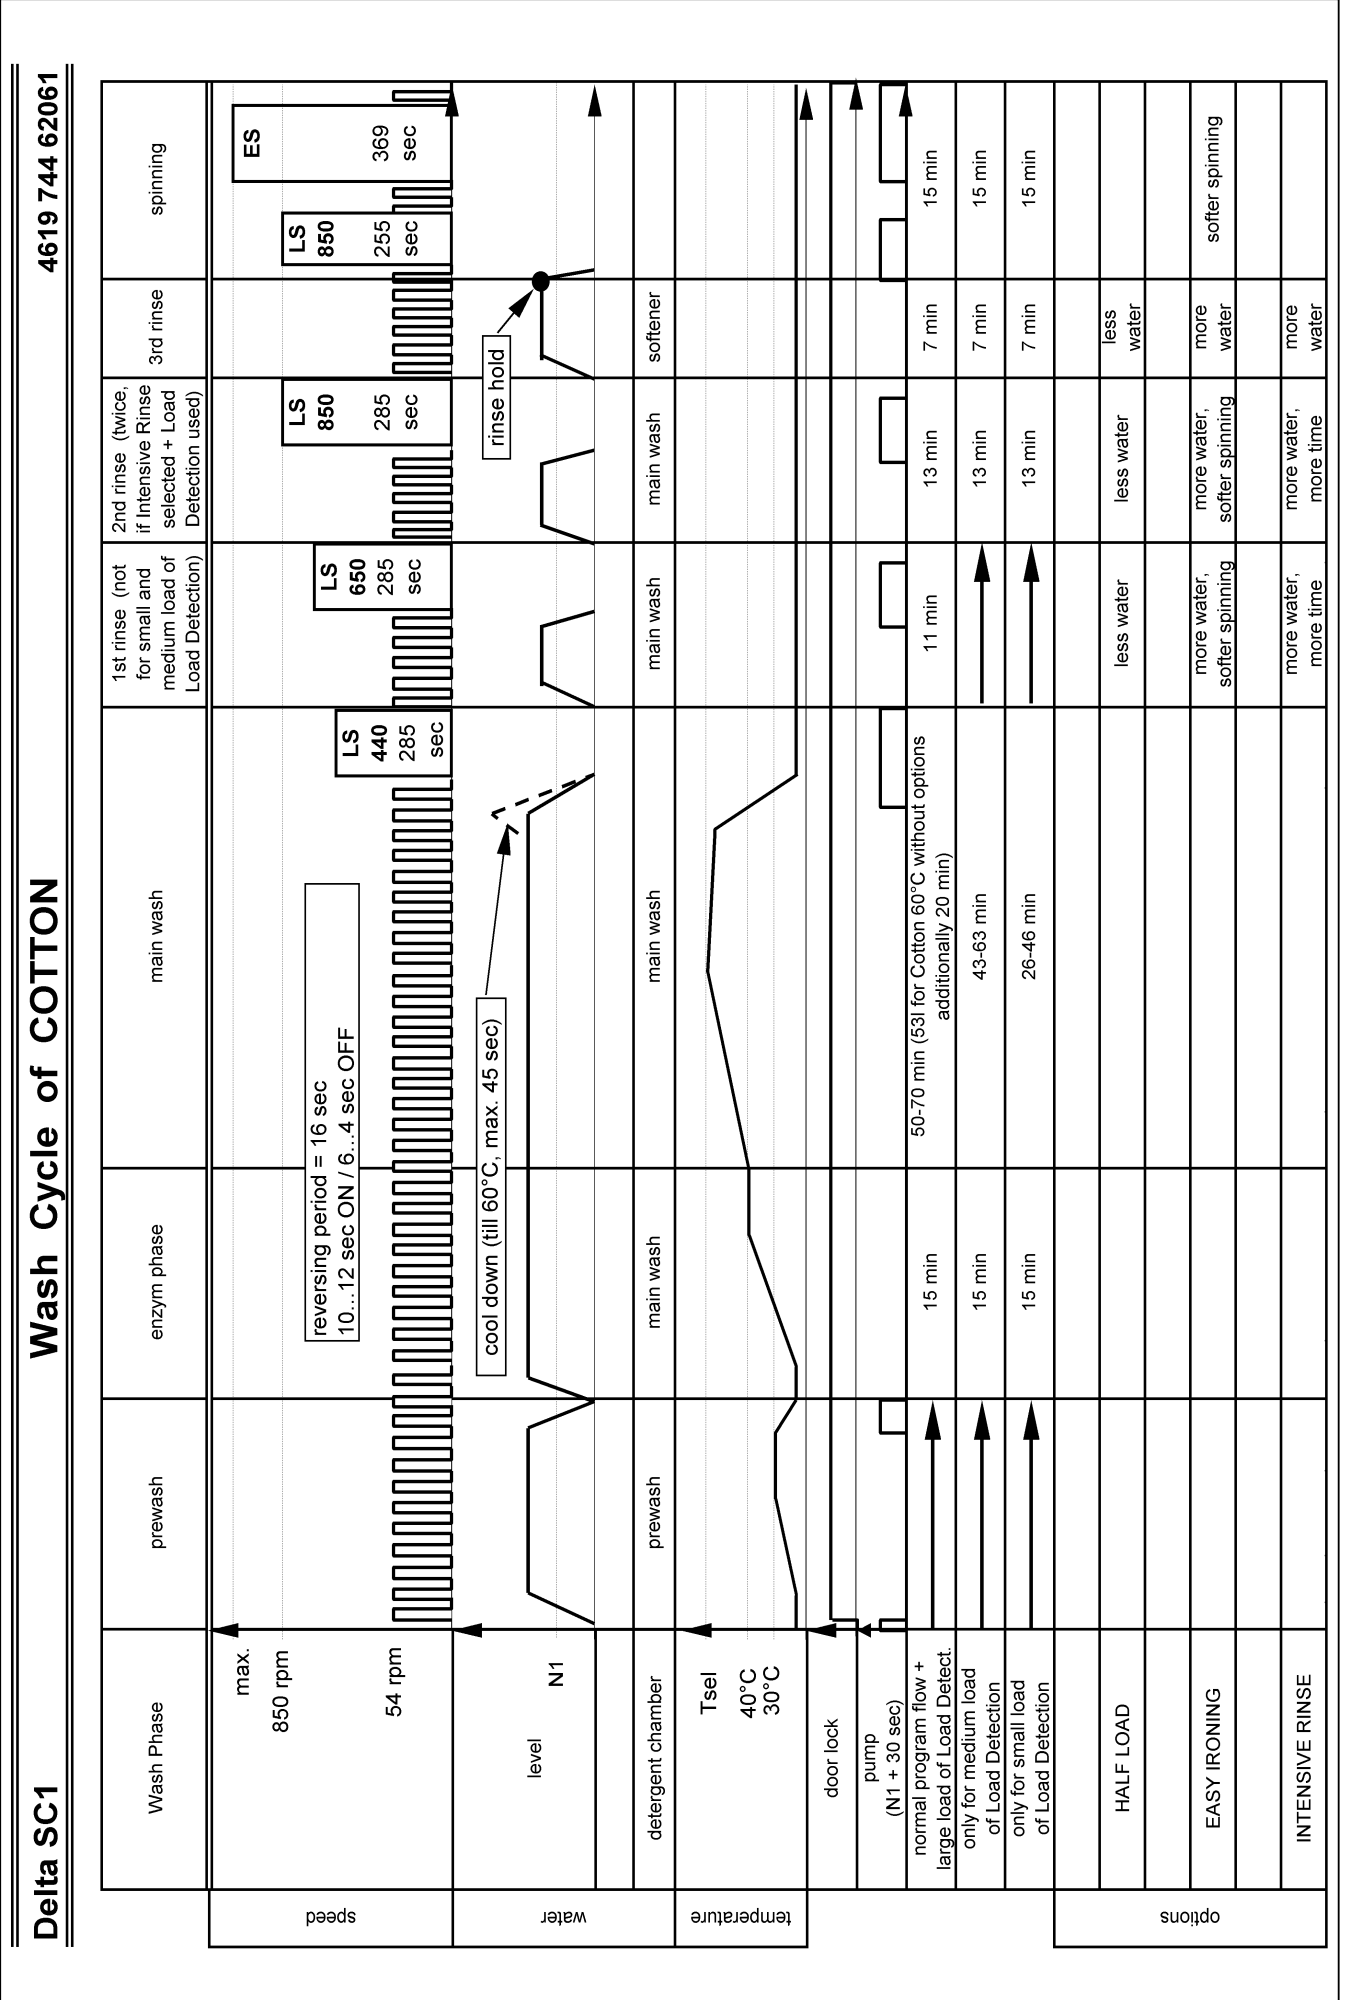 Delta SC1 Wash Cycle of COTTON 4619 744 62061
Wash Phase
prewash
enzym phase
main wash
1st rinse (not
for small and
medium load of
Load Detection)
2nd rinse (twice,
if Intensive Rinse
selected + Load
Detection used)
3rd rinse
spinning
speed
max.
850 rpm
54 rpm
reversing period = 16 sec
10...12 sec ON / 6...4 sec OFF
LS
440
285
sec
LS
650
285
sec
LS
850
285
sec
LS
850
255
sec
ES
369
sec
water
level
N1
cool down (till 60°C, max. 45 sec)
rinse hold
detergent chamber
prewash
main wash
main wash
main wash
main wash
softener
temperature
Tsel
40°C
30°C
door lock
pump
(N1 + 30 sec)
normal program flow +
large load of Load Detect.
15 min
50-70 min (53l for Cotton 60°C without options
additionally 20 min)
11 min
13 min
7 min
15 min
only for medium load
of Load Detection
15 min
43-63 min
13 min
7 min
15 min
only for small load
of Load Detection
15 min
26-46 min
13 min
7 min
15 min
options
HALF LOAD
less water
less water
less
water
EASY IRONING
more water,
softer spinning
more water,
softer spinning
more
water
softer spinning
INTENSIVE RINSE
more water,
more time
more water,
more time
more
water